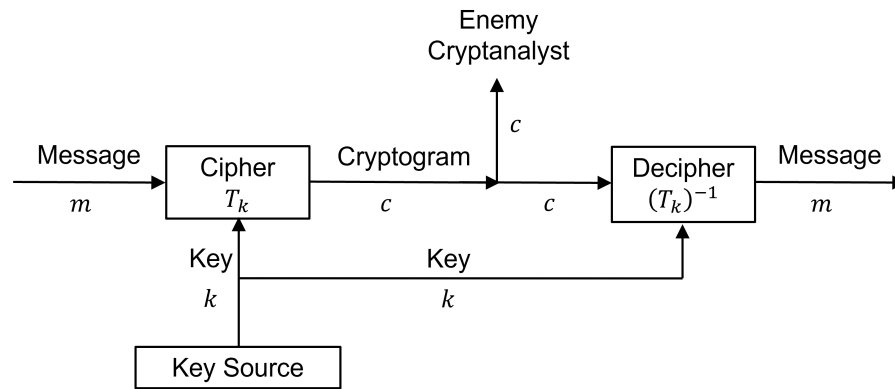 Enemy
Cryptanalyst
c
Message
m
Cipher
T_k
Cryptogram
c
c
Decipher
(T_k)^{-1}
Message
m
Key
k
Key
k
Key Source